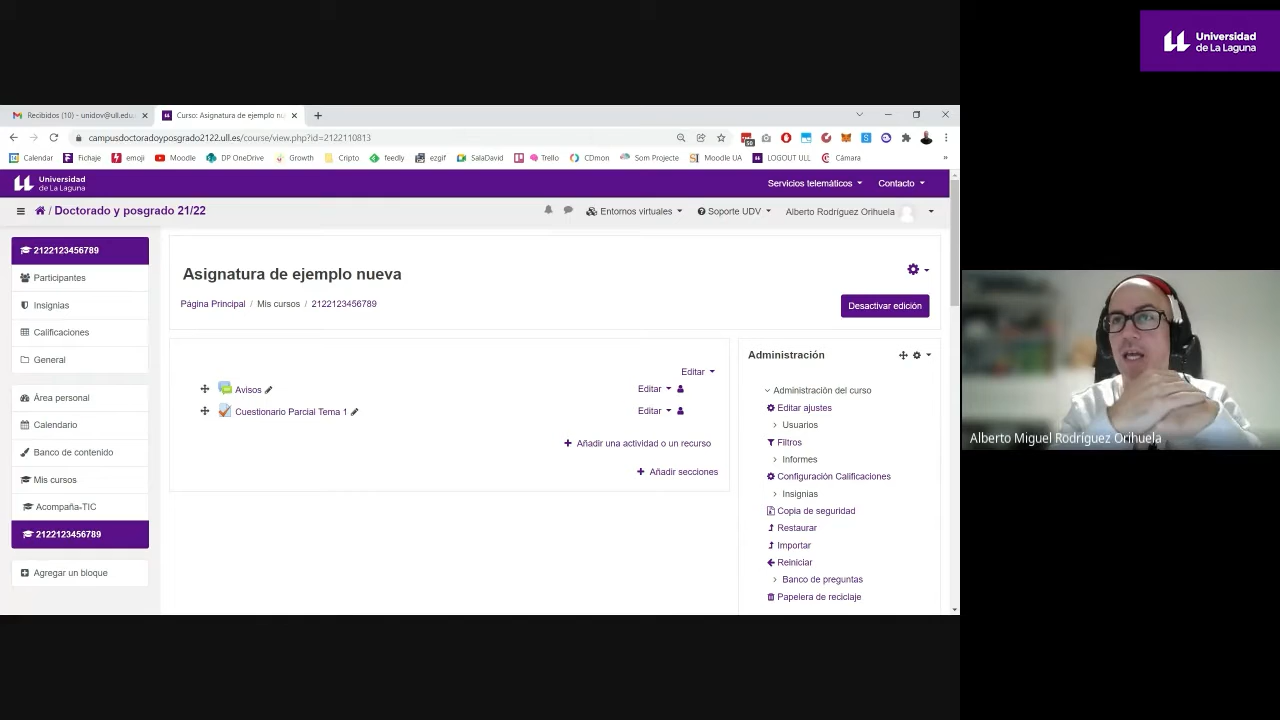 Universidad
de La Laguna
Recibidos (10) - unidov@ull.edu.
Curso: Asignatura de ejemplo nu
campusdoctoradoyposgrado2122.ull.es/course/view.php?id=2122110813
50
Calendar
Fichaje
emoji
Moodle
DP OneDrive
Growth
Cripto
feedly
ezgif
SalaDavid
Trello
CDmon
Som Projecte
Moodle UA
LOGOUT ULL
Cámara
»
Universidad
de La Laguna
Servicios telemáticos
Contacto
/ Doctorado y posgrado 21/22
Entornos virtuales
Soporte UDV
Alberto Rodríguez Orihuela
2122123456789
Participantes
Insignias
Calificaciones
General
Área personal
Calendario
Banco de contenido
Mis cursos
Acompaña-TIC
2122123456789
Agregar un bloque
Asignatura de ejemplo nueva
Página Principal / Mis cursos / 2122123456789
Desactivar edición
Editar
Avisos
Editar
Cuestionario Parcial Tema 1
Editar
Añadir una actividad o un recurso
Añadir secciones
Administración
Administración del curso
Editar ajustes
Usuarios
Filtros
Informes
Configuración Calificaciones
Insignias
Copia de seguridad
Restaurar
Importar
Reiniciar
Banco de preguntas
Papelera de reciclaje
Alberto Miguel Rodríguez Orihuela